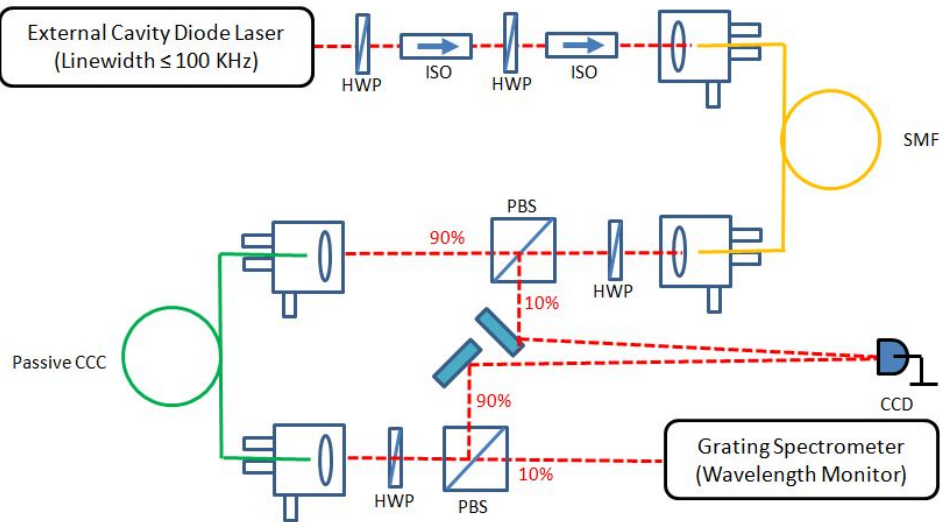 External Cavity Diode Laser
(Linewidth ≤ 100 KHz)
HWP
ISO
HWP
ISO
SMF
PBS
90%
HWP
10%
Passive CCC
90%
CCD
Grating Spectrometer
(Wavelength Monitor)
10%
HWP
PBS